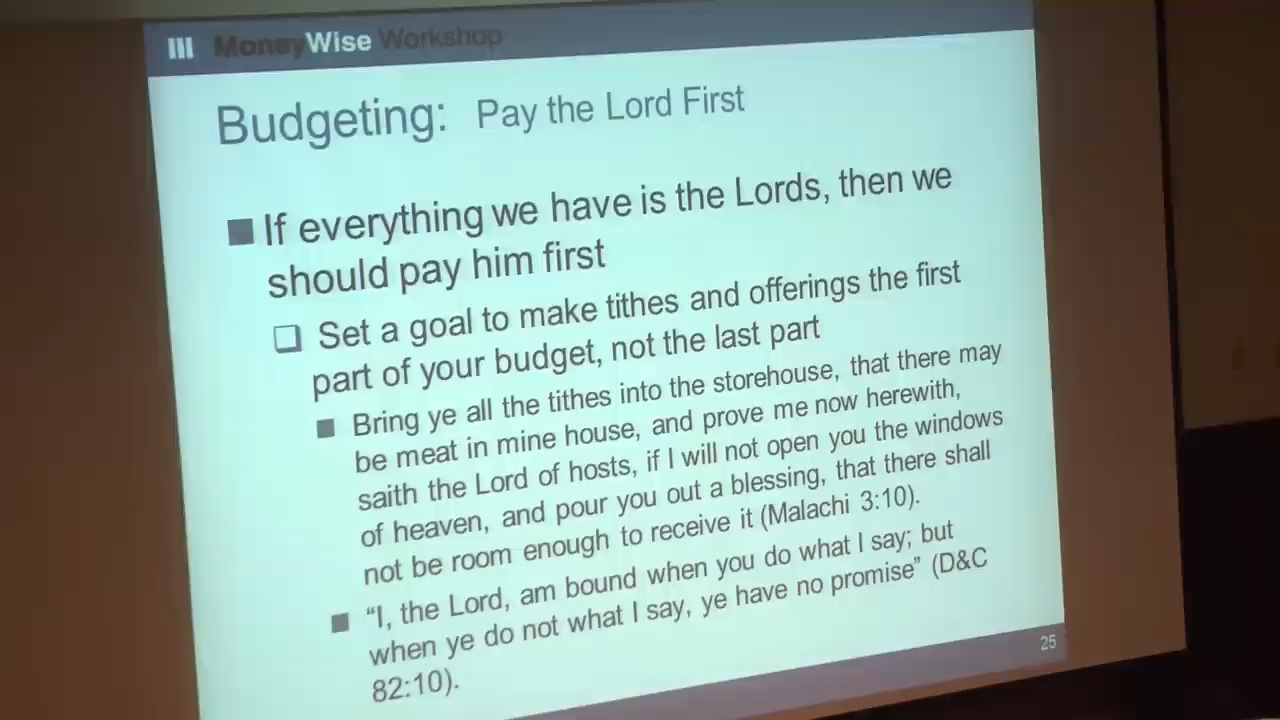 MoneyWise Workshop
Budgeting: Pay the Lord First
If everything we have is the Lords, then we
should pay him first
Set a goal to make tithes and offerings the first
part of your budget, not the last part
Bring ye all the tithes into the storehouse, that there may
be meat in mine house, and prove me now herewith,
saith the Lord of hosts, if I will not open you the windows
of heaven, and pour you out a blessing, that there shall
not be room enough to receive it (Malachi 3:10).
“I, the Lord, am bound when you do what I say; but
when ye do not what I say, ye have no promise” (D&C
82:10).
25